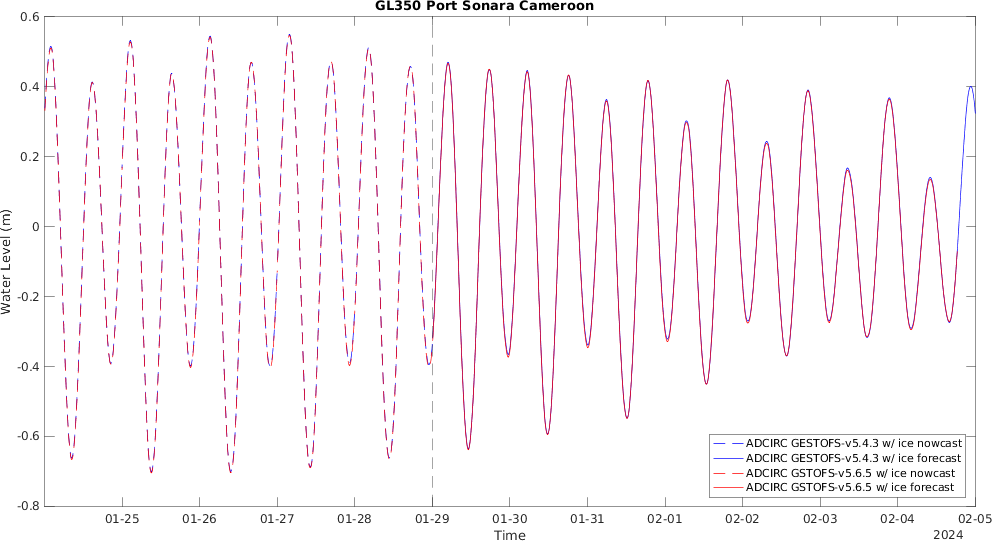 GL350 Port Sonara Cameroon
0.6
0.4
0.2
0
-0.2
-0.4
-0.6
-0.8
Water Level (m)
ADCIRC GESTOFS-v5.4.3 w/ ice nowcast
ADCIRC GESTOFS-v5.4.3 w/ ice forecast
ADCIRC GSTOFS-v5.6.5 w/ ice nowcast
ADCIRC GSTOFS-v5.6.5 w/ ice forecast
01-25 01-26 01-27 01-28 01-29 01-30 01-31 02-01 02-02 02-03 02-04 02-05
Time
2024